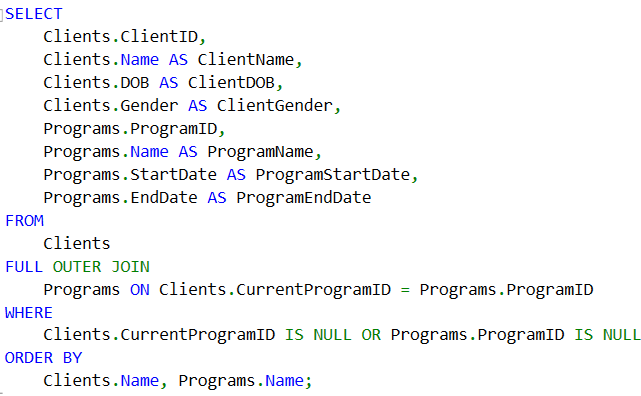 SELECT
    Clients.ClientID,
    Clients.Name AS ClientName,
    Clients.DOB AS ClientDOB,
    Clients.Gender AS ClientGender,
    Programs.ProgramID,
    Programs.Name AS ProgramName,
    Programs.StartDate AS ProgramStartDate,
    Programs.EndDate AS ProgramEndDate
FROM
    Clients
FULL OUTER JOIN
    Programs ON Clients.CurrentProgramID = Programs.ProgramID
WHERE
    Clients.CurrentProgramID IS NULL OR Programs.ProgramID IS NULL
ORDER BY
    Clients.Name, Programs.Name;